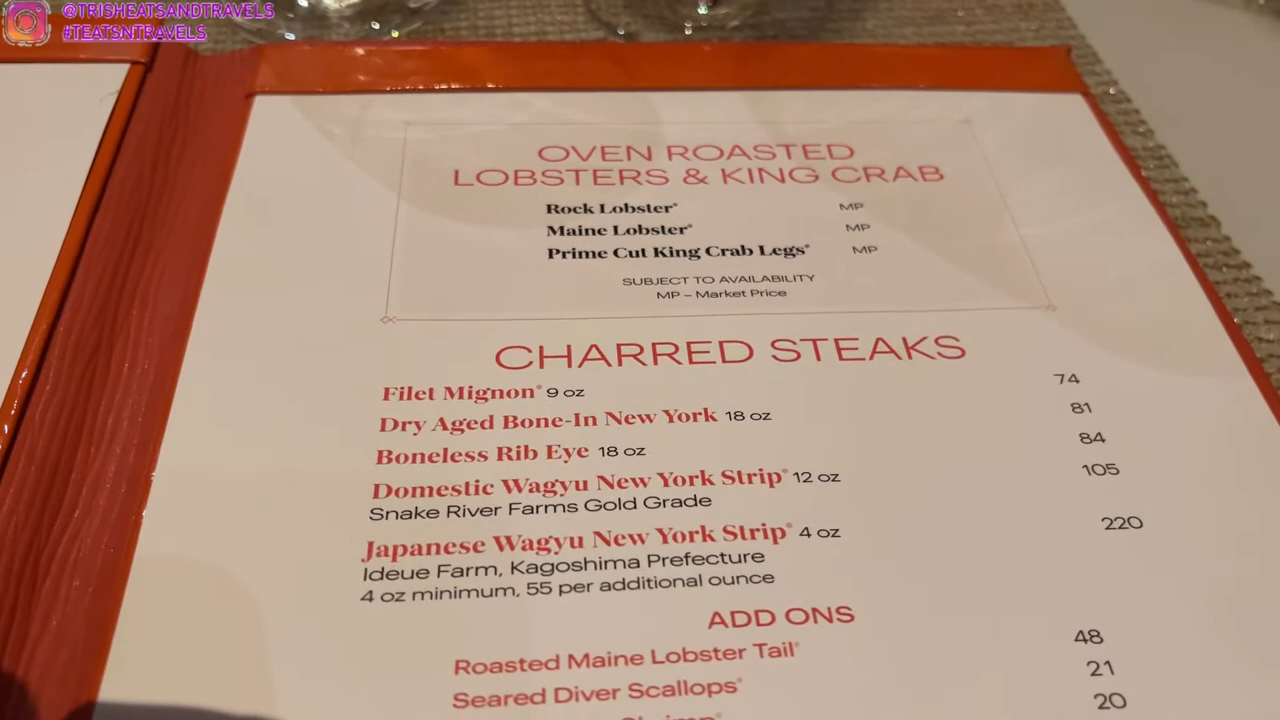 @TRISHEATSANDTRAVELS
#TEATSNTRAVELS
OVEN ROASTED
LOBSTERS & KING CRAB
Rock Lobster* MP
Maine Lobster* MP
Prime Cut King Crab Legs* MP
SUBJECT TO AVAILABILITY
MP – Market Price
CHARRED STEAKS
Filet Mignon* 9 oz 74
Dry Aged Bone-In New York 18 oz 81
Boneless Rib Eye 18 oz 84
Domestic Wagyu New York Strip* 12 oz 105
Snake River Farms Gold Grade
Japanese Wagyu New York Strip* 4 oz 220
Ideue Farm, Kagoshima Prefecture
4 oz minimum, 55 per additional ounce
ADD ONS
Roasted Maine Lobster Tail* 48
Seared Diver Scallops* 21
Shrimp* 20